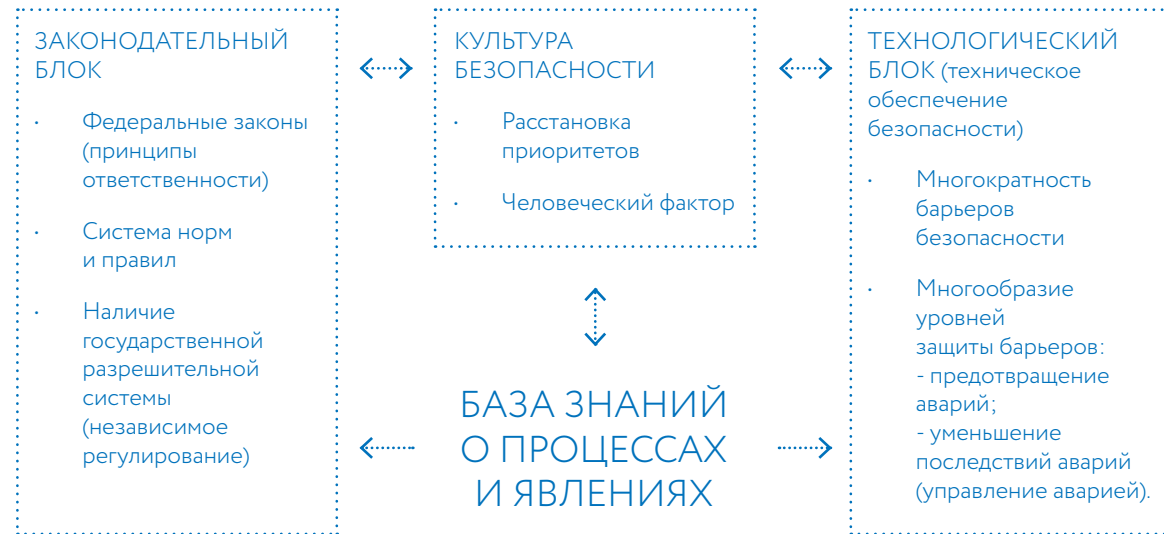 ЗАКОНОДАТЕЛЬНЫЙ
БЛОК
· Федеральные законы
(принципы
ответственности)
· Система норм
и правил
· Наличие
государственной
разрешительной
системы
(независимое
регулирование)
КУЛЬТУРА
БЕЗОПАСНОСТИ
· Расстановка
приоритетов
· Человеческий фактор
БАЗА ЗНАНИЙ
О ПРОЦЕССАХ
И ЯВЛЕНИЯХ
ТЕХНОЛОГИЧЕСКИЙ
БЛОК (техническое
обеспечение
безопасности)
· Многократность
барьеров
безопасности
· Многообразие
уровней
защиты барьеров:
- предотвращение
аварий;
- уменьшение
последствий аварий
(управление аварией).